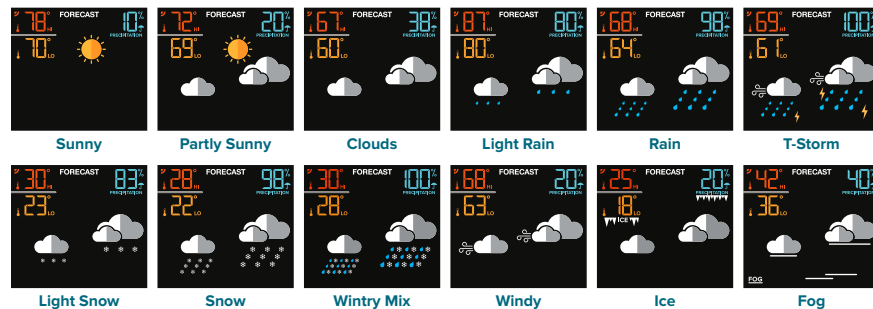 78° HI FORECAST 10% PRECIPITATION
70° LO
Sunny
72° HI FORECAST 20% PRECIPITATION
69° LO
Partly Sunny
67° HI FORECAST 38% PRECIPITATION
60° LO
Clouds
87° HI FORECAST 80% PRECIPITATION
80° LO
Light Rain
68° HI FORECAST 98% PRECIPITATION
64° LO
Rain
69° HI FORECAST 100% PRECIPITATION
61° LO
T-Storm
30° HI FORECAST 83% PRECIPITATION
23° LO
Light Snow
28° HI FORECAST 98% PRECIPITATION
22° LO
Snow
30° HI FORECAST 100% PRECIPITATION
28° LO
Wintry Mix
68° HI FORECAST 20% PRECIPITATION
63° LO
Windy
25° HI FORECAST 20% PRECIPITATION
18° LO
ICE
Ice
42° HI FORECAST 40% PRECIPITATION
36° LO
FOG
Fog